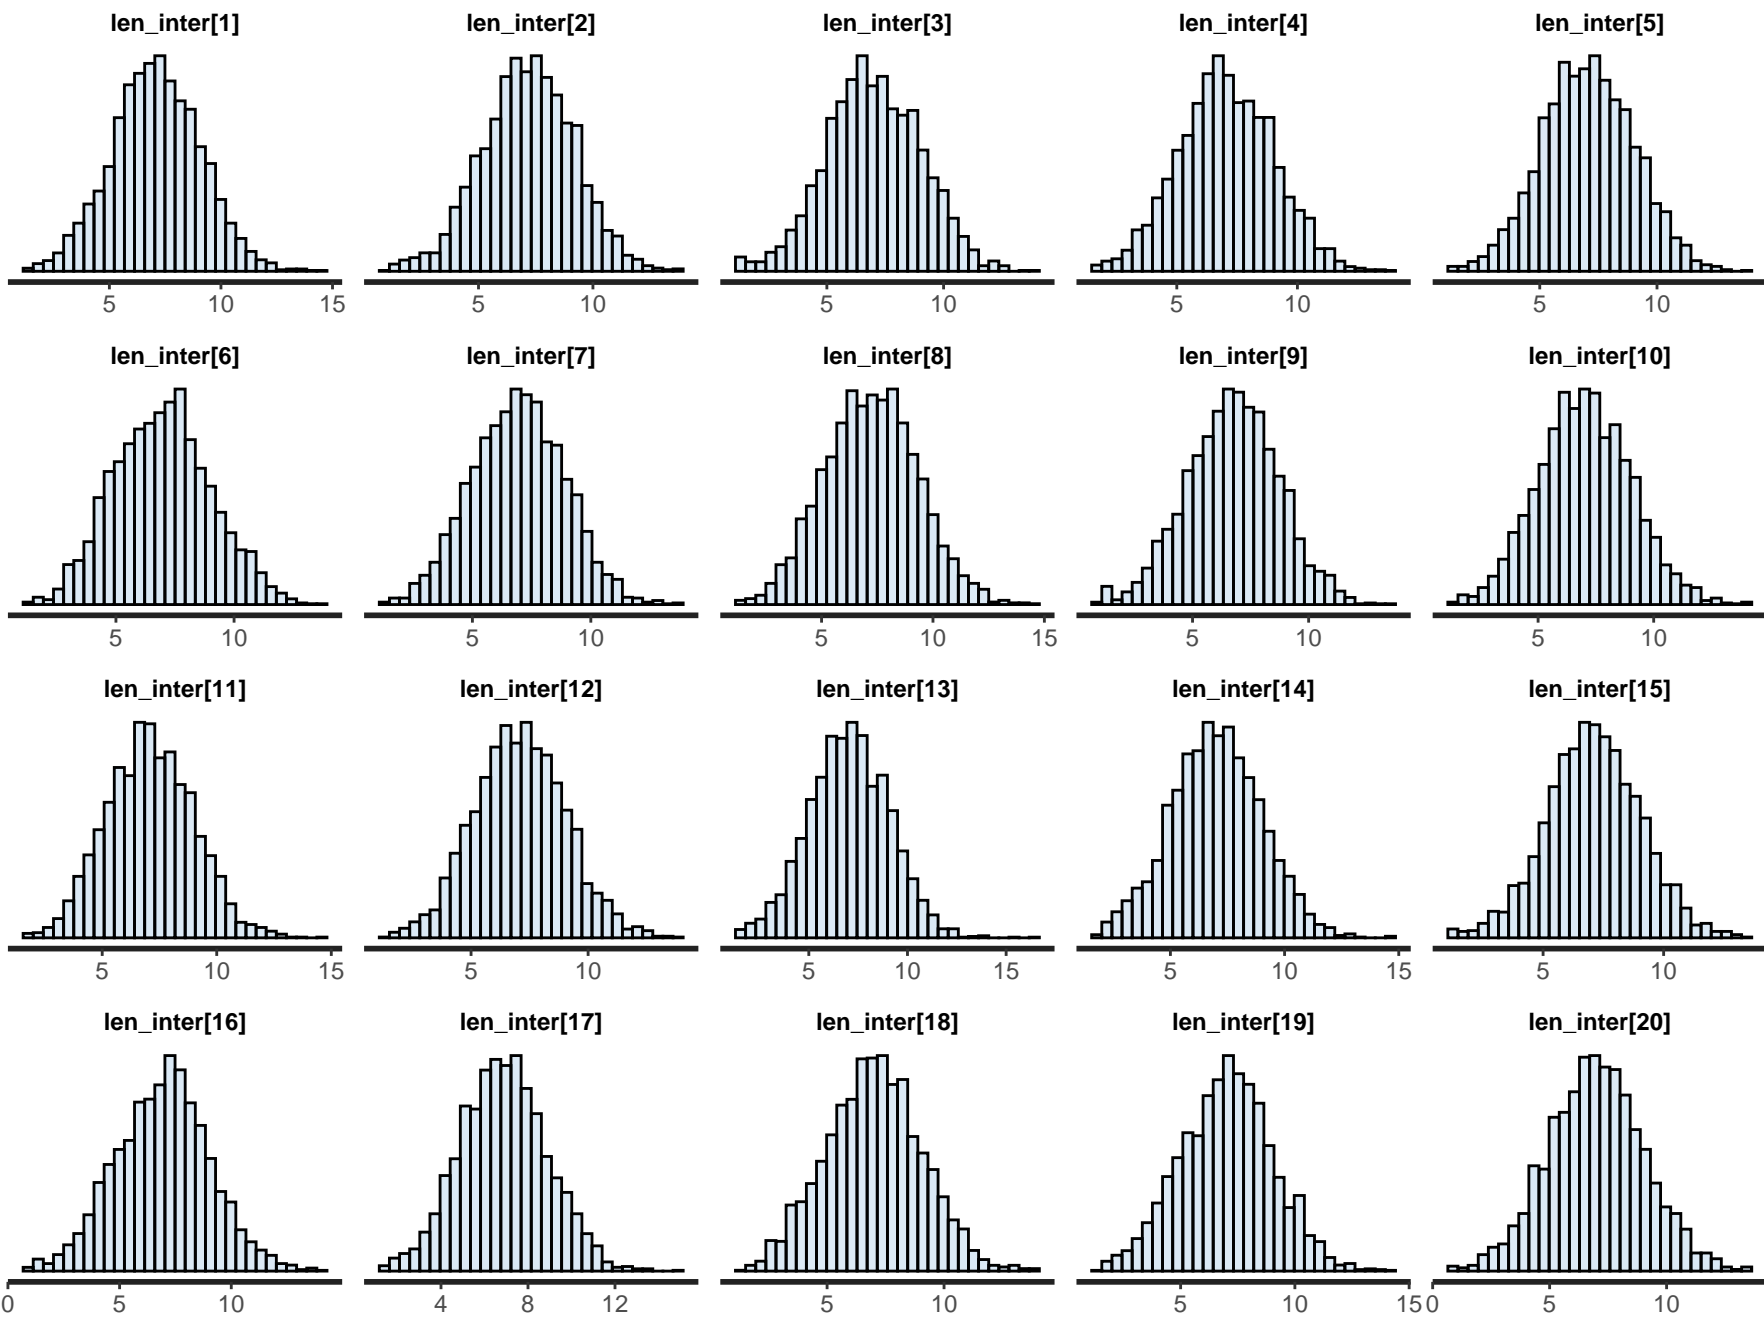 len_inter[1] len_inter[2] len_inter[3] len_inter[4] len_inter[5]
5 10 15 5 10 5 10 5 10 5 10
len_inter[6] len_inter[7] len_inter[8] len_inter[9] len_inter[10]
5 10 5 10 5 10 15 5 10 5 10
len_inter[11] len_inter[12] len_inter[13] len_inter[14] len_inter[15]
5 10 15 5 10 5 10 15 5 10 15 5 10
len_inter[16] len_inter[17] len_inter[18] len_inter[19] len_inter[20]
0 5 10 4 8 12 5 10 5 10 15 0 5 10